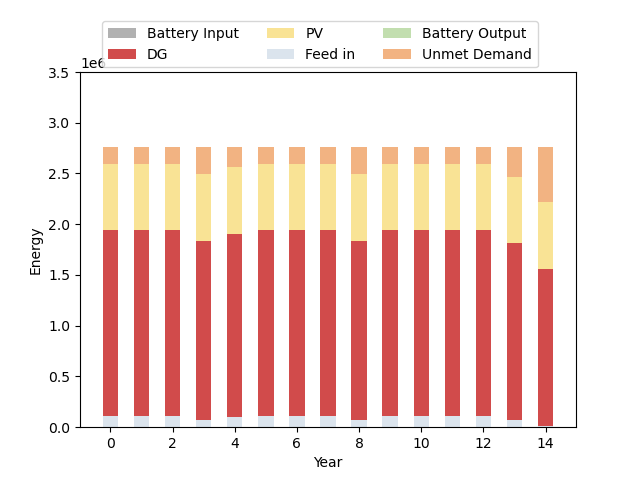 Battery Input PV Battery Output
DG Feed in Unmet Demand
1e6
3.5
3.0
2.5
2.0
1.5
1.0
0.5
0.0
Energy
0 2 4 6 8 10 12 14
Year